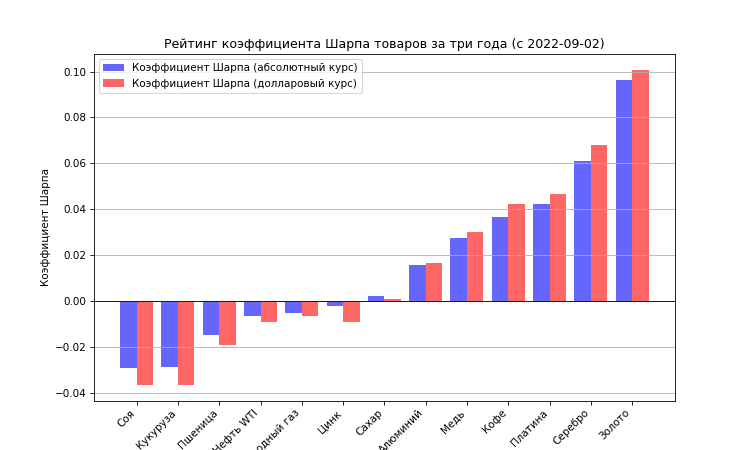 Рейтинг коэффициента Шарпа товаров за три года (с 2022-09-02)
Коэффициент Шарпа (абсолютный курс)
Коэффициент Шарпа (долларовый курс)
Коэффициент Шарпа
0.10
0.08
0.06
0.04
0.02
0.00
−0.02
−0.04
Соя
Кукуруза
Пшеница
Нефть WTI
одный газ
Цинк
Сахар
Алюминий
Медь
Кофе
Платина
Серебро
Золото